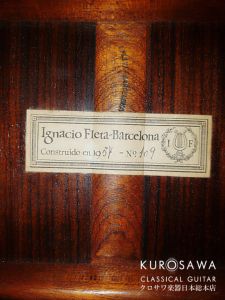 Ignacio Fleta-Barcelona
Construido en 1957 - No 109
I F
KUROSAWA
CLASSICAL GUITAR
クロサワ楽器日本総本店